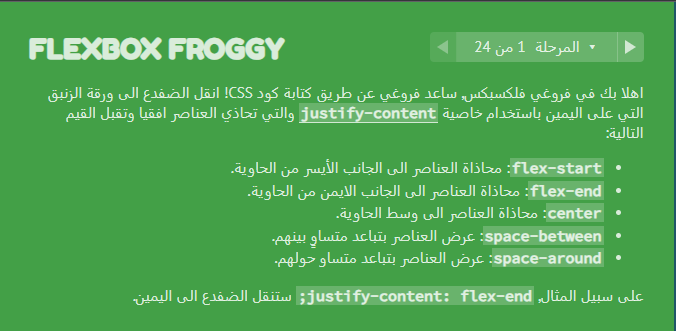 FLEXBOX FROGGY
المرحلة 1 من 24
اهلا بك في فروغي فلكسبكس, ساعد فروغي عن طريق كتابة كود CSS! انقل الضفدع الى ورقة الزنبق
التي على اليمين باستخدام خاصية justify-content والتي تحاذي العناصر افقيا وتقبل القيم
التالية:
flex-start: محاذاة العناصر الى الجانب الأيسر من الحاوية.
flex-end: محاذاة العناصر الى الجانب الايمن من الحاوية.
center: محاذاة العناصر الى وسط الحاوية.
space-between: عرض العناصر بتباعد متساوٍ بينهم.
space-around: عرض العناصر بتباعد متساو حولهم.
على سبيل المثال, justify-content: flex-end; ستنقل الضفدع الى اليمين.